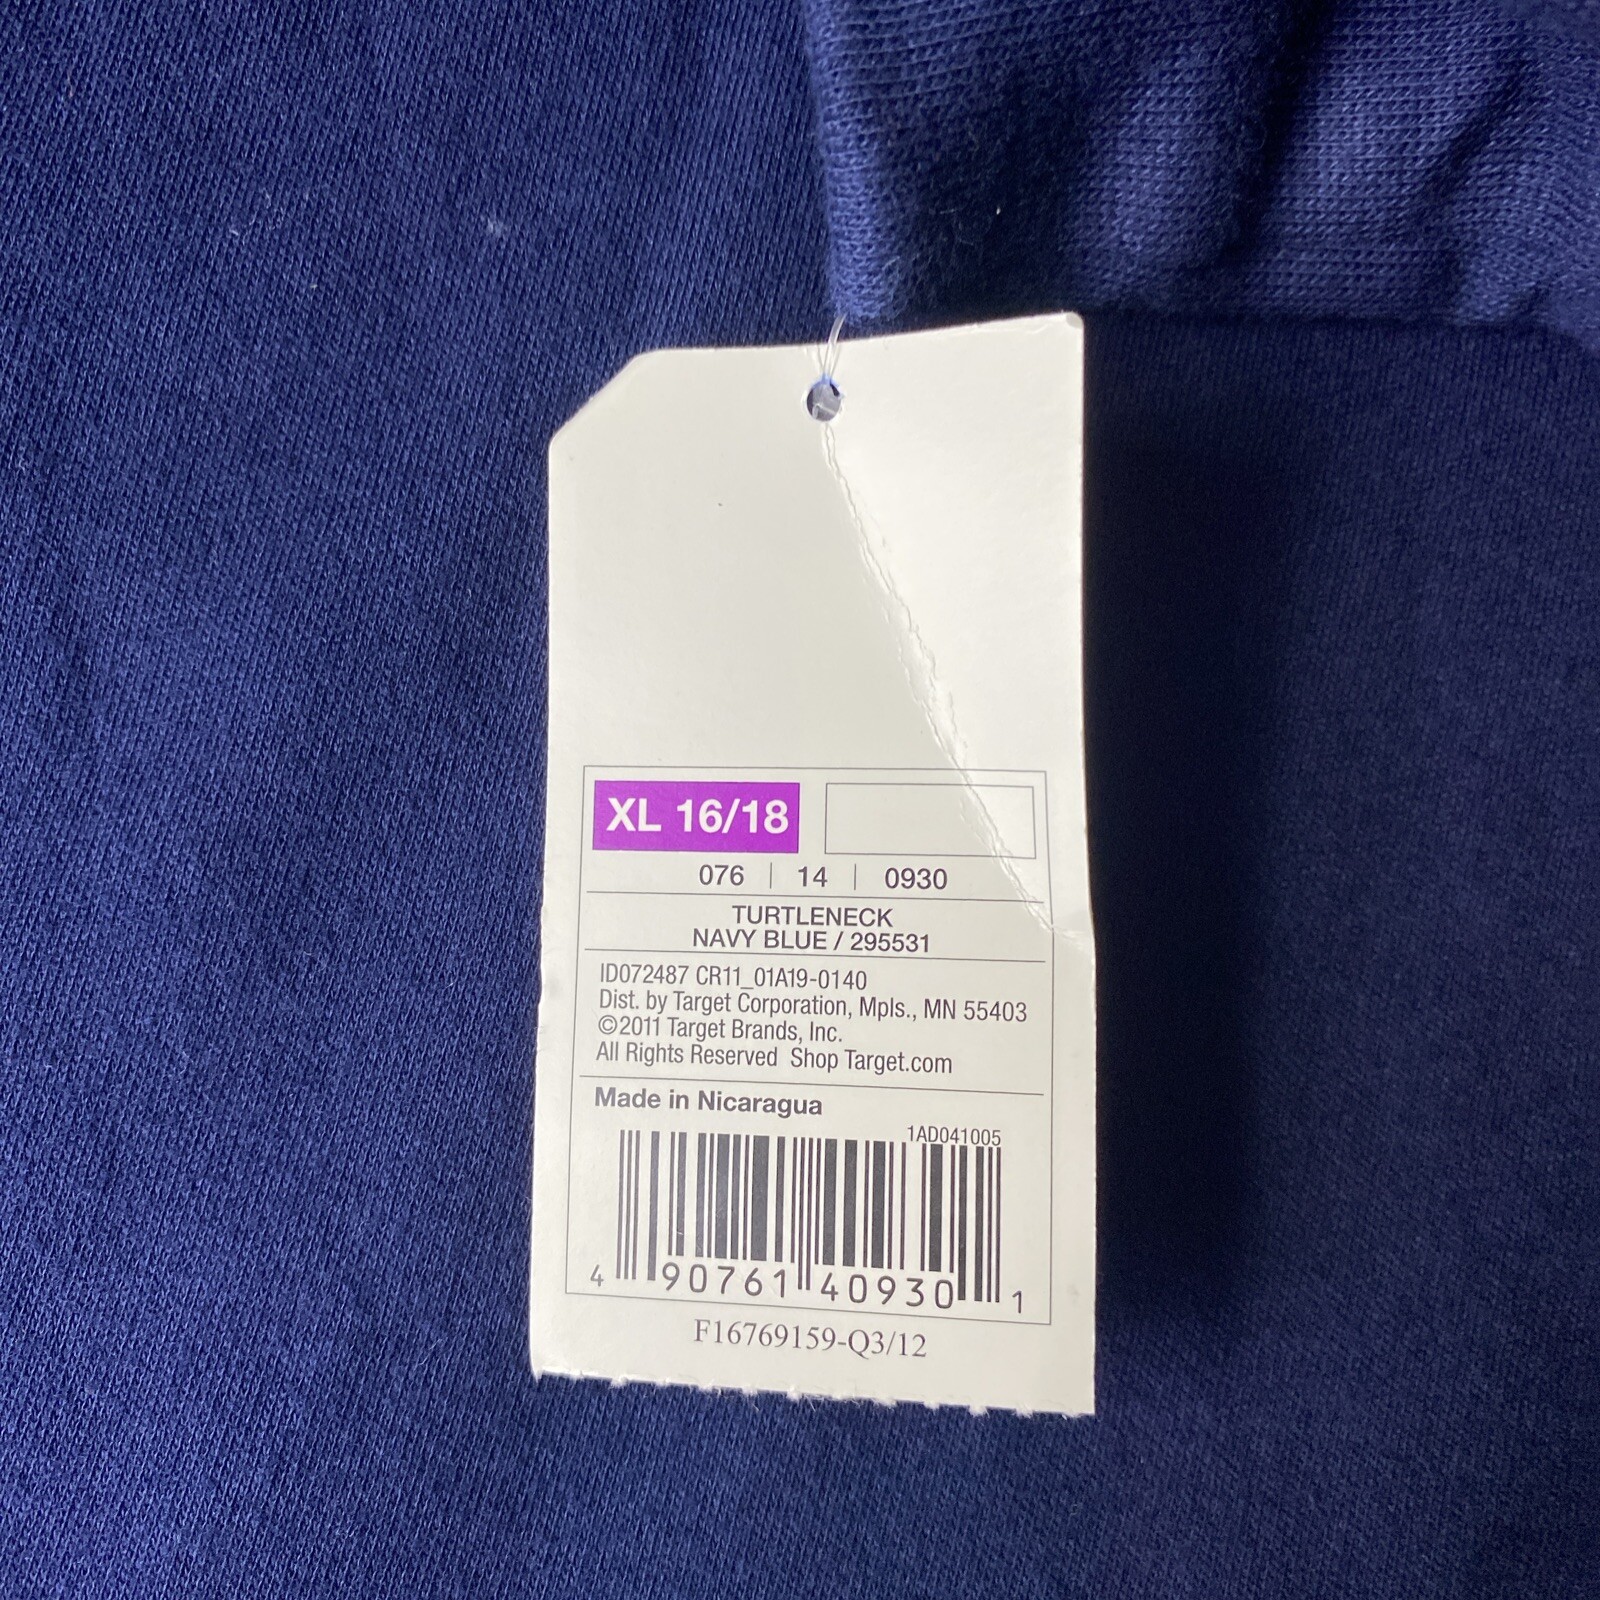 XL 16/18
076 | 14 | 0930
TURTLENECK
NAVY BLUE / 295531
ID072487 CR11_01A19-0140
Dist. by Target Corporation, Mpls., MN 55403
©2011 Target Brands, Inc.
All Rights Reserved Shop Target.com
Made in Nicaragua
1AD041005
4 90761 40930 1
F16769159-Q3/12